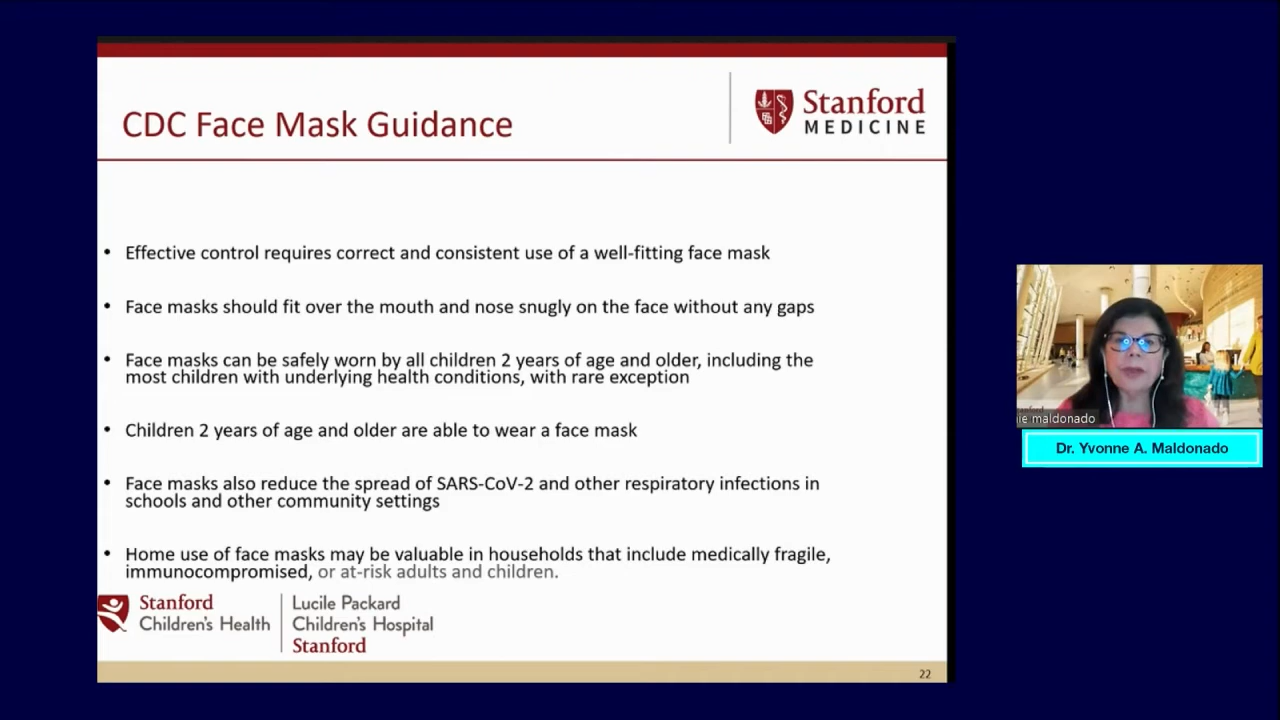 CDC Face Mask Guidance
Stanford
MEDICINE
• Effective control requires correct and consistent use of a well-fitting face mask
• Face masks should fit over the mouth and nose snugly on the face without any gaps
• Face masks can be safely worn by all children 2 years of age and older, including the
most children with underlying health conditions, with rare exception
• Children 2 years of age and older are able to wear a face mask
• Face masks also reduce the spread of SARS-CoV-2 and other respiratory infections in
schools and other community settings
• Home use of face masks may be valuable in households that include medically fragile,
immunocompromised, or at-risk adults and children.
Stanford
Children's Health
Lucile Packard
Children's Hospital
Stanford
22
ie maldonado
Dr. Yvonne A. Maldonado